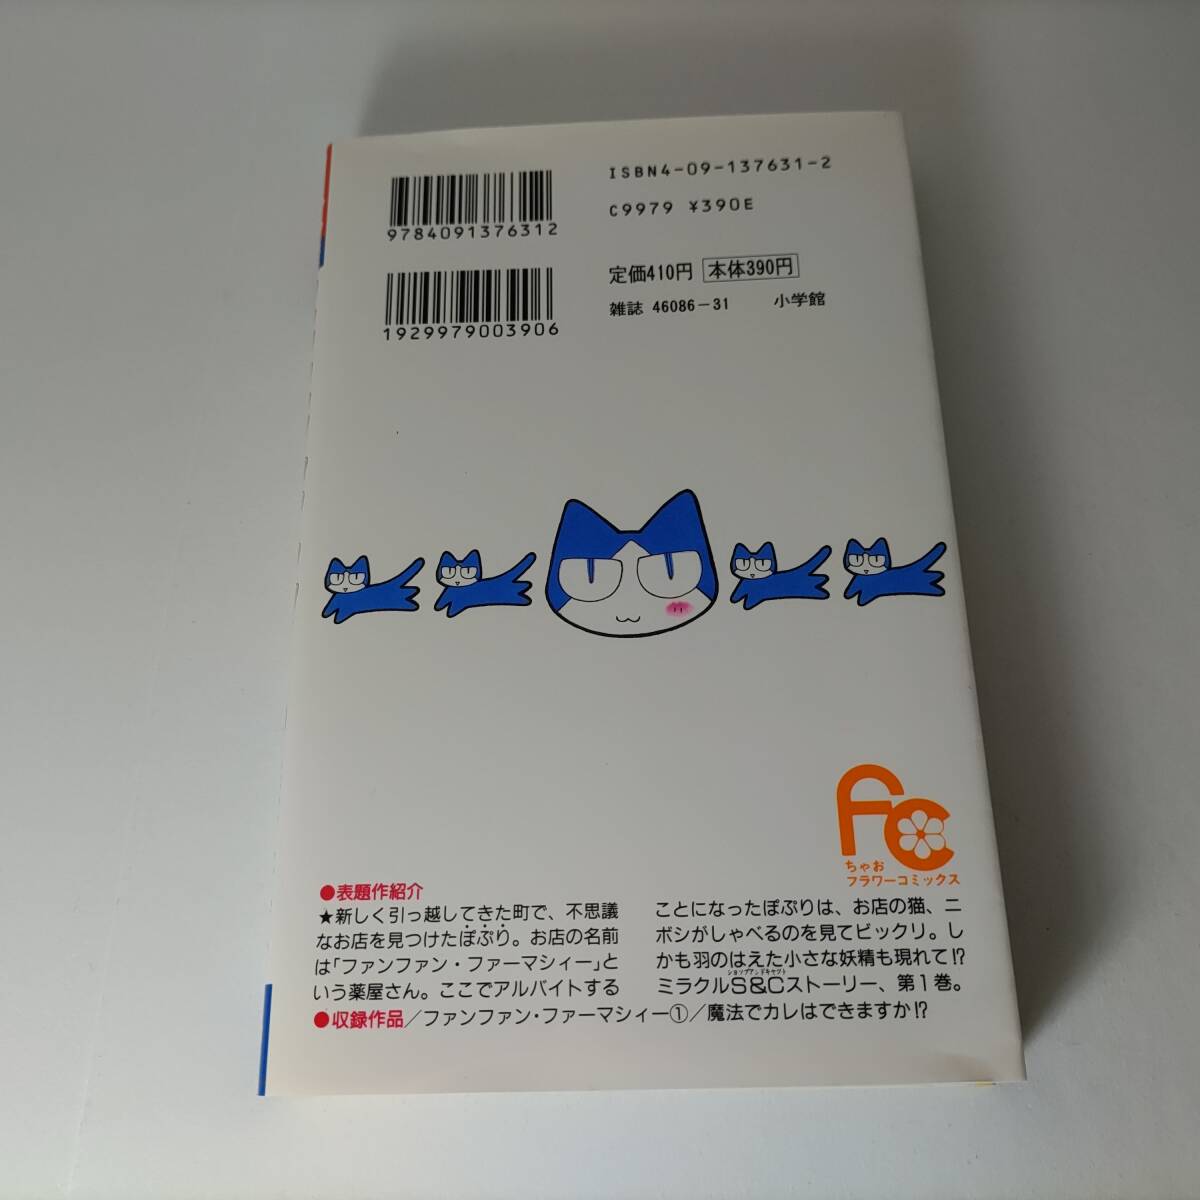 9784091376312
ISBN4-09-137631-2
C9979 ¥390E
1929979003906
定価410円 本体390円
雑誌 46086-31 小学館
fc
ちゃお
フラワーコミックス
●表題作紹介
★新しく引っ越してきた町で、不思議
なお店を見つけたぽぷり。お店の名前
は「ファンファン・ファーマシィー」と
いう薬屋さん。ここでアルバイトする
ことになったぽぷりは、お店の猫、ニ
ボシがしゃべるのを見てビックリ。し
かも羽のはえた小さな妖精も現れて!?
ショップアンドキャッツ
ミラクルS&Cストーリー、第1巻。
●収録作品／ファンファン・ファーマシィー①／魔法でカレはできますか!?